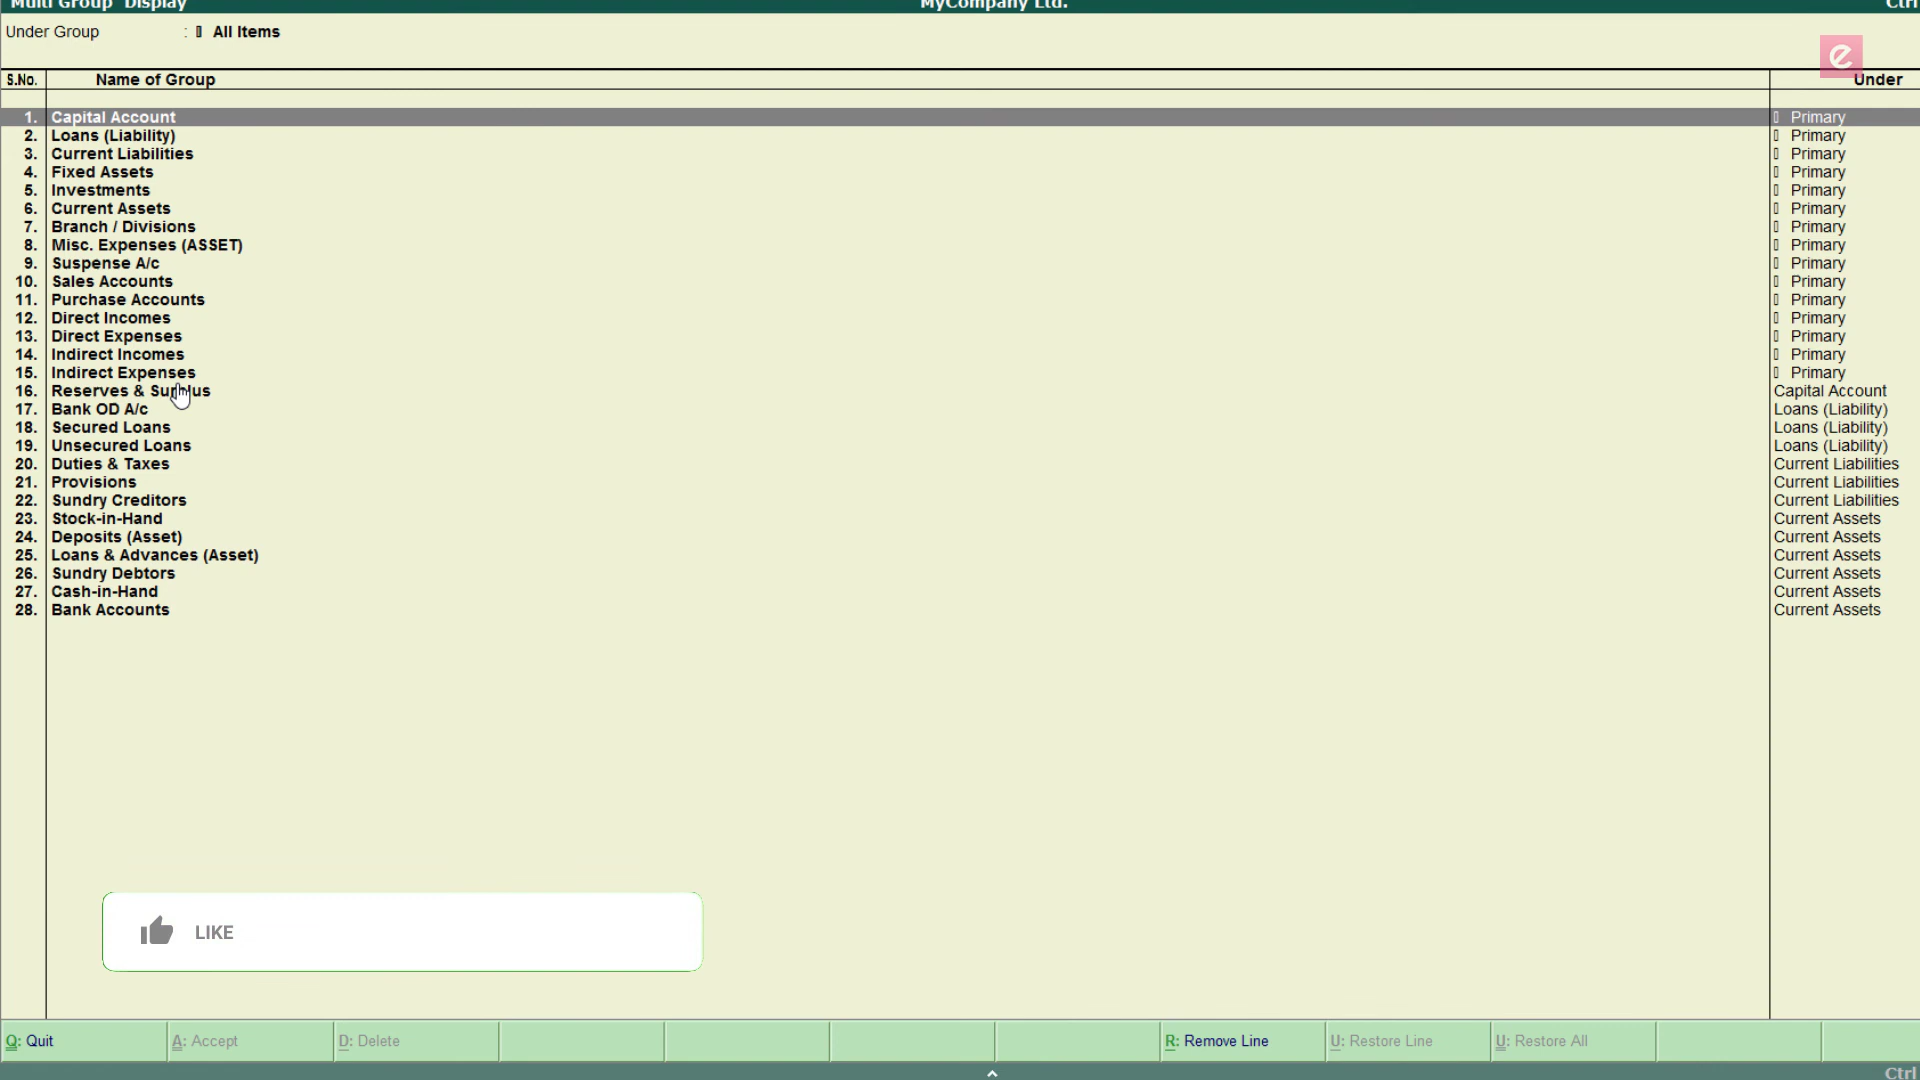 Multi Group Display MyCompany Ltd. Ctrl
Under Group : All Items
e
S.No. Name of Group Under
1. Capital Account Primary
2. Loans (Liability) Primary
3. Current Liabilities Primary
4. Fixed Assets Primary
5. Investments Primary
6. Current Assets Primary
7. Branch / Divisions Primary
8. Misc. Expenses (ASSET) Primary
9. Suspense A/c Primary
10. Sales Accounts Primary
11. Purchase Accounts Primary
12. Direct Incomes Primary
13. Direct Expenses Primary
14. Indirect Incomes Primary
15. Indirect Expenses Primary
16. Reserves & Surplus Capital Account
17. Bank OD A/c Loans (Liability)
18. Secured Loans Loans (Liability)
19. Unsecured Loans Loans (Liability)
20. Duties & Taxes Current Liabilities
21. Provisions Current Liabilities
22. Sundry Creditors Current Liabilities
23. Stock-in-Hand Current Assets
24. Deposits (Asset) Current Assets
25. Loans & Advances (Asset) Current Assets
26. Sundry Debtors Current Assets
27. Cash-in-Hand Current Assets
28. Bank Accounts Current Assets
LIKE
Q: Quit A: Accept D: Delete R: Remove Line U: Restore Line U: Restore All
Ctrl